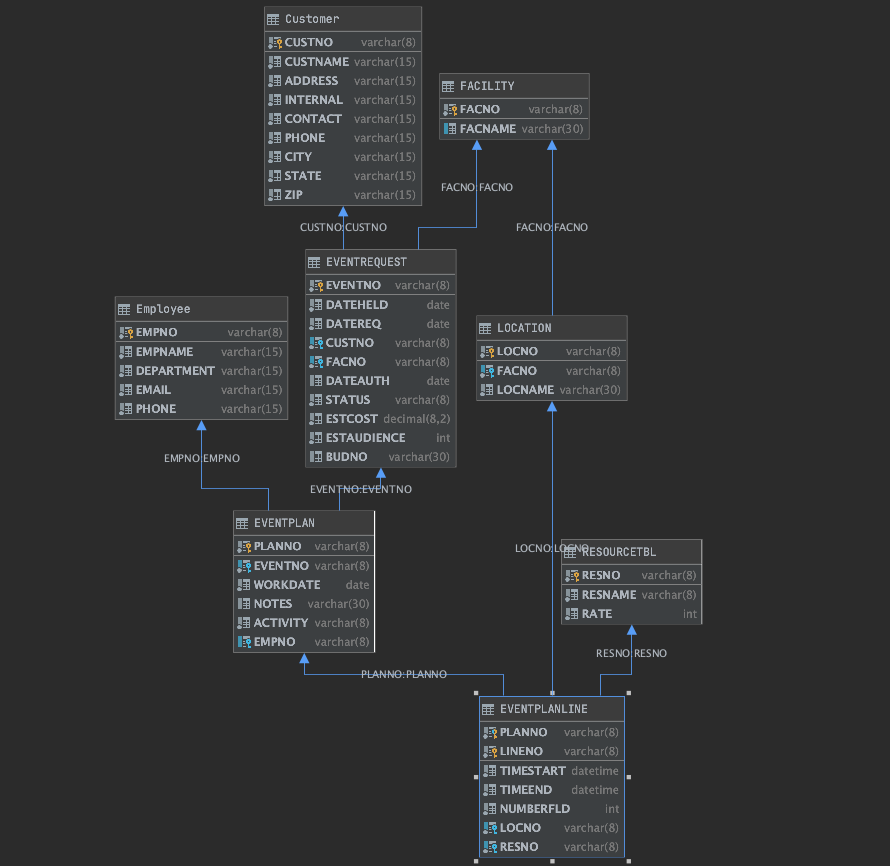 Customer
CUSTNO varchar(8)
CUSTNAME varchar(15)
ADDRESS varchar(15)
INTERNAL varchar(15)
CONTACT varchar(15)
PHONE varchar(15)
CITY varchar(15)
STATE varchar(15)
ZIP varchar(15)
FACILITY
FACNO varchar(8)
FACNAME varchar(30)
FACNO:FACNO
CUSTNO:CUSTNO
FACNO:FACNO
EVENTREQUEST
EVENTNO varchar(8)
DATEHELD date
DATEREQ date
CUSTNO varchar(8)
FACNO varchar(8)
DATEAUTH date
STATUS varchar(8)
ESTCOST decimal(8,2)
ESTAUDIENCE int
BUDNO varchar(30)
Employee
EMPNO varchar(8)
EMPNAME varchar(15)
DEPARTMENT varchar(15)
EMAIL varchar(15)
PHONE varchar(15)
LOCATION
LOCNO varchar(8)
FACNO varchar(8)
LOCNAME varchar(30)
EMPNO:EMPNO
EVENTNO:EVENTNO
EVENTPLAN
PLANNO varchar(8)
EVENTNO varchar(8)
WORKDATE date
NOTES varchar(30)
ACTIVITY varchar(8)
EMPNO varchar(8)
LOCNO:LOCNO
RESOURCETBL
RESNO varchar(8)
RESNAME varchar(8)
RATE int
RESNO:RESNO
PLANNO:PLANNO
EVENTPLANLINE
PLANNO varchar(8)
LINENO varchar(8)
TIMESTART datetime
TIMEEND datetime
NUMBERFLD int
LOCNO varchar(8)
RESNO varchar(8)